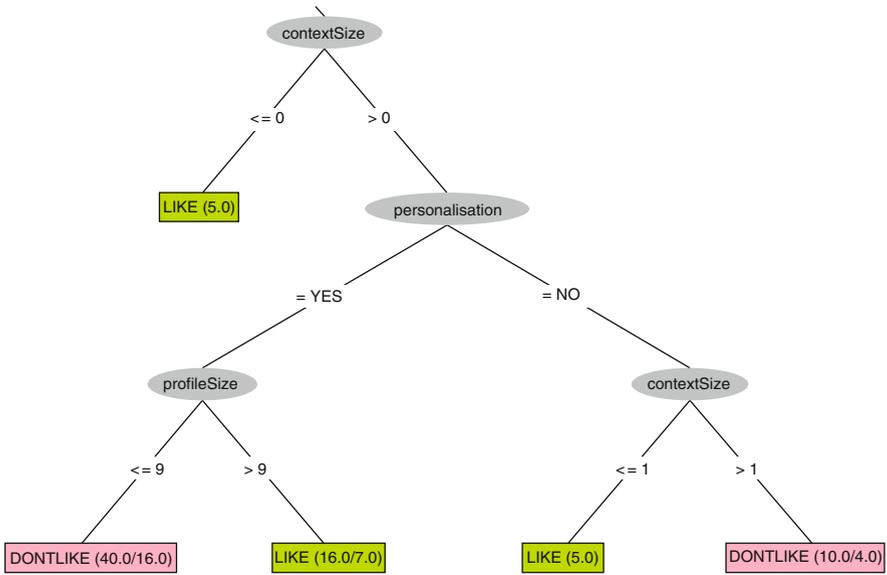 contextSize
<= 0
> 0
LIKE (5.0)
personalisation
= YES
= NO
profileSize
contextSize
<= 9
> 9
<= 1
> 1
DONTLIKE (40.0/16.0)
LIKE (16.0/7.0)
LIKE (5.0)
DONTLIKE (10.0/4.0)